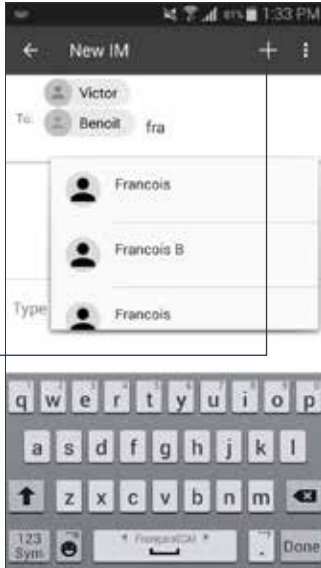 1:33 PM
New IM
Victor
To: Benoit fra
Francois
Francois B
Type Francois
q w e r t y u i o p
a s d f g h j k l
z x c v b n m
123
Sym . Done